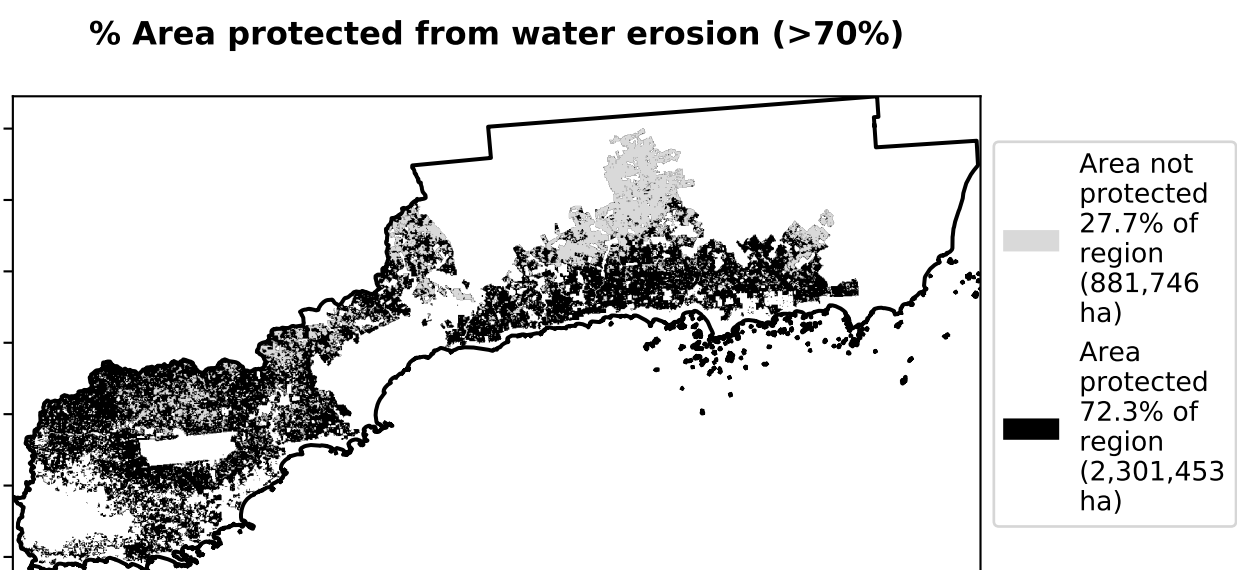 % Area protected from water erosion (>70%)
Area not
protected
27.7% of
region
(881,746
ha)
Area
protected
72.3% of
region
(2,301,453
ha)